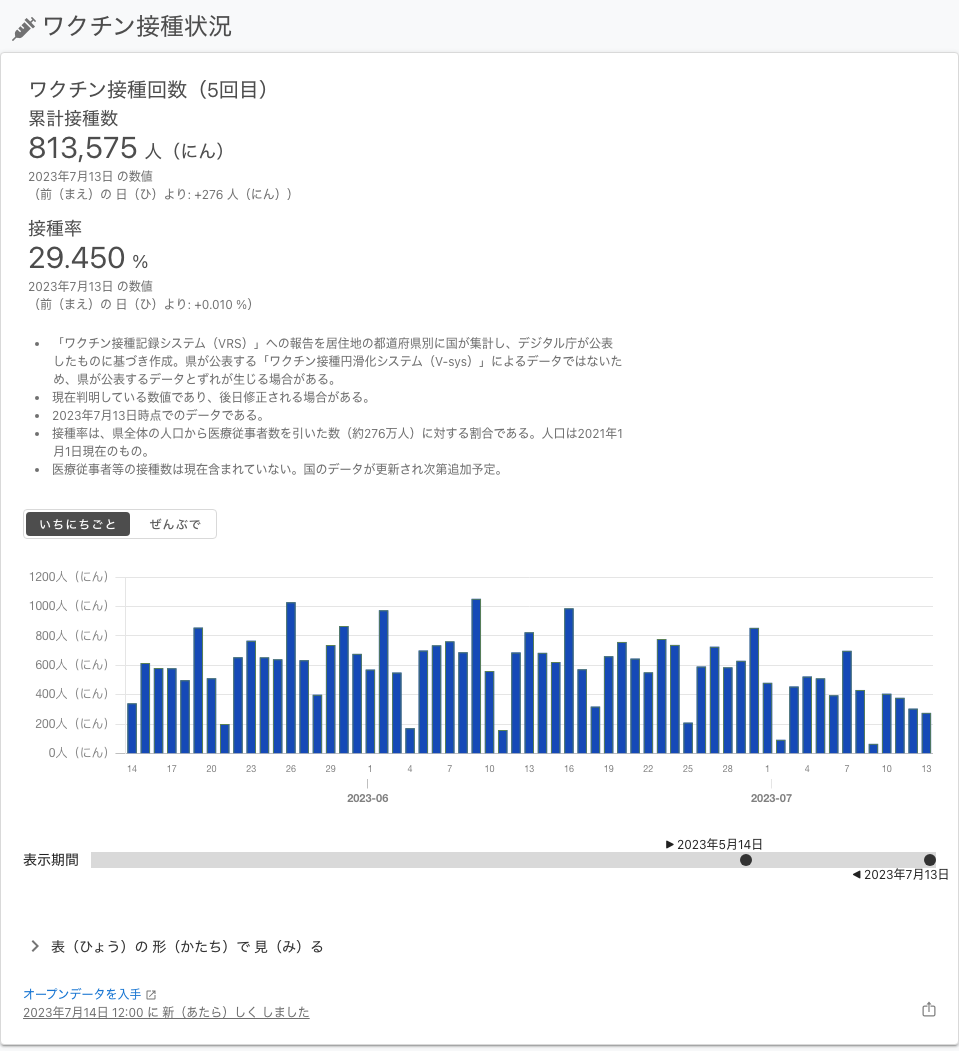 ワクチン接種状況
ワクチン接種回数（5回目）
累計接種数
813,575 人（にん）
2023年7月13日 の数値
（前（まえ）の 日（ひ）より: +276 人（にん））
接種率
29.450 %
2023年7月13日 の数値
（前（まえ）の 日（ひ）より: +0.010 %）
• 「ワクチン接種記録システム（VRS）」への報告を居住地の都道府県別に国が集計し、デジタル庁が公表
したものに基づき作成。県が公表する「ワクチン接種円滑化システム（V-sys）」によるデータではないた
め、県が公表するデータとずれが生じる場合がある。
• 現在判明している数値であり、後日修正される場合がある。
• 2023年7月13日時点でのデータである。
• 接種率は、県全体の人口から医療従事者数を引いた数（約276万人）に対する割合である。人口は2021年1
月1日現在のもの。
• 医療従事者等の接種数は現在含まれていない。国のデータが更新され次第追加予定。
いちにちごと ぜんぶで
1200人（にん）
1000人（にん）
800人（にん）
600人（にん）
400人（にん）
200人（にん）
0人（にん）
14 17 20 23 26 29 1 4 7 10 13 16 19 22 25 28 1 4 7 10 13
2023-06 2023-07
▶ 2023年5月14日
表示期間
◀ 2023年7月13日
表（ひょう）の 形（かたち）で 見（み）る
オープンデータを入手
2023年7月14日 12:00 に 新（あたら）しく しました